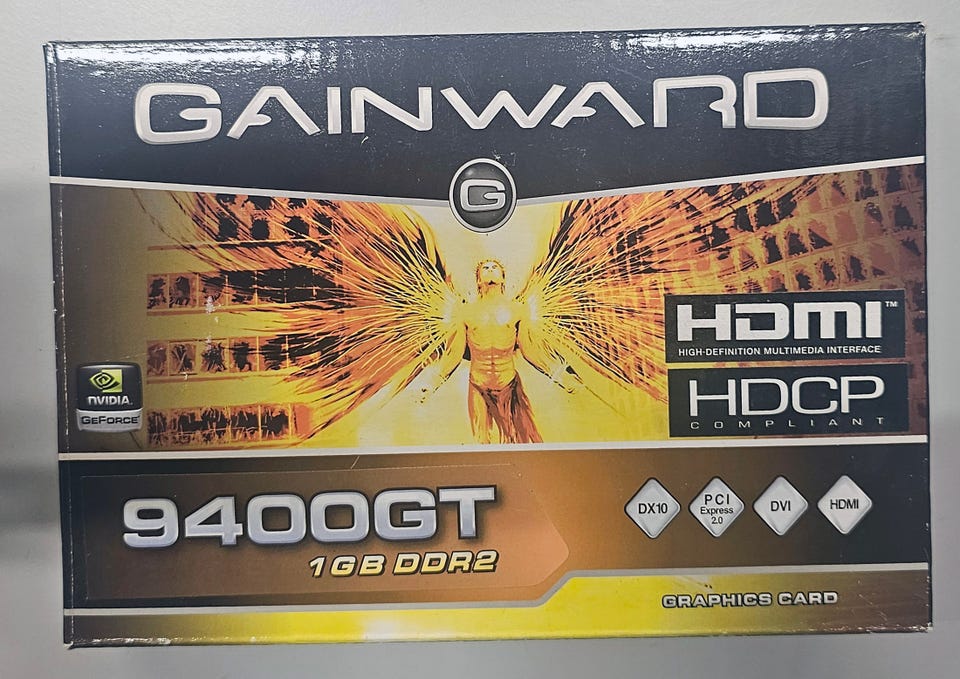 GAINWARD
G
HDMI™
HIGH-DEFINITION MULTIMEDIA INTERFACE
HDCP
COMPLIANT
NVIDIA.
GEFORCE
9400GT
1GB DDR2
DX10
PCI
Express
2.0
DVI
HDMI
GRAPHICS CARD